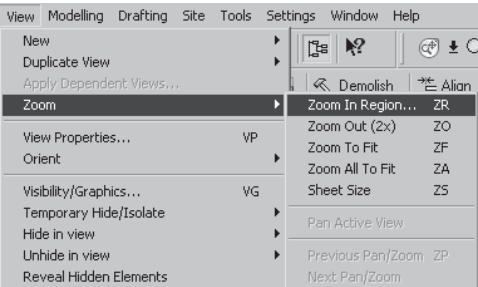 View Modelling Drafting Site Tools Settings Window Help
New
Duplicate View
Apply Dependent Views...
Zoom
View Properties... VP
Orient
Visibility/Graphics... VG
Temporary Hide/Isolate
Hide in view
Unhide in view
Reveal Hidden Elements
Demolish Align
Zoom In Region... ZR
Zoom Out (2x) ZO
Zoom To Fit ZF
Zoom All To Fit ZA
Sheet Size ZS
Pan Active View
Previous Pan/Zoom ZP
Next Pan/Zoom